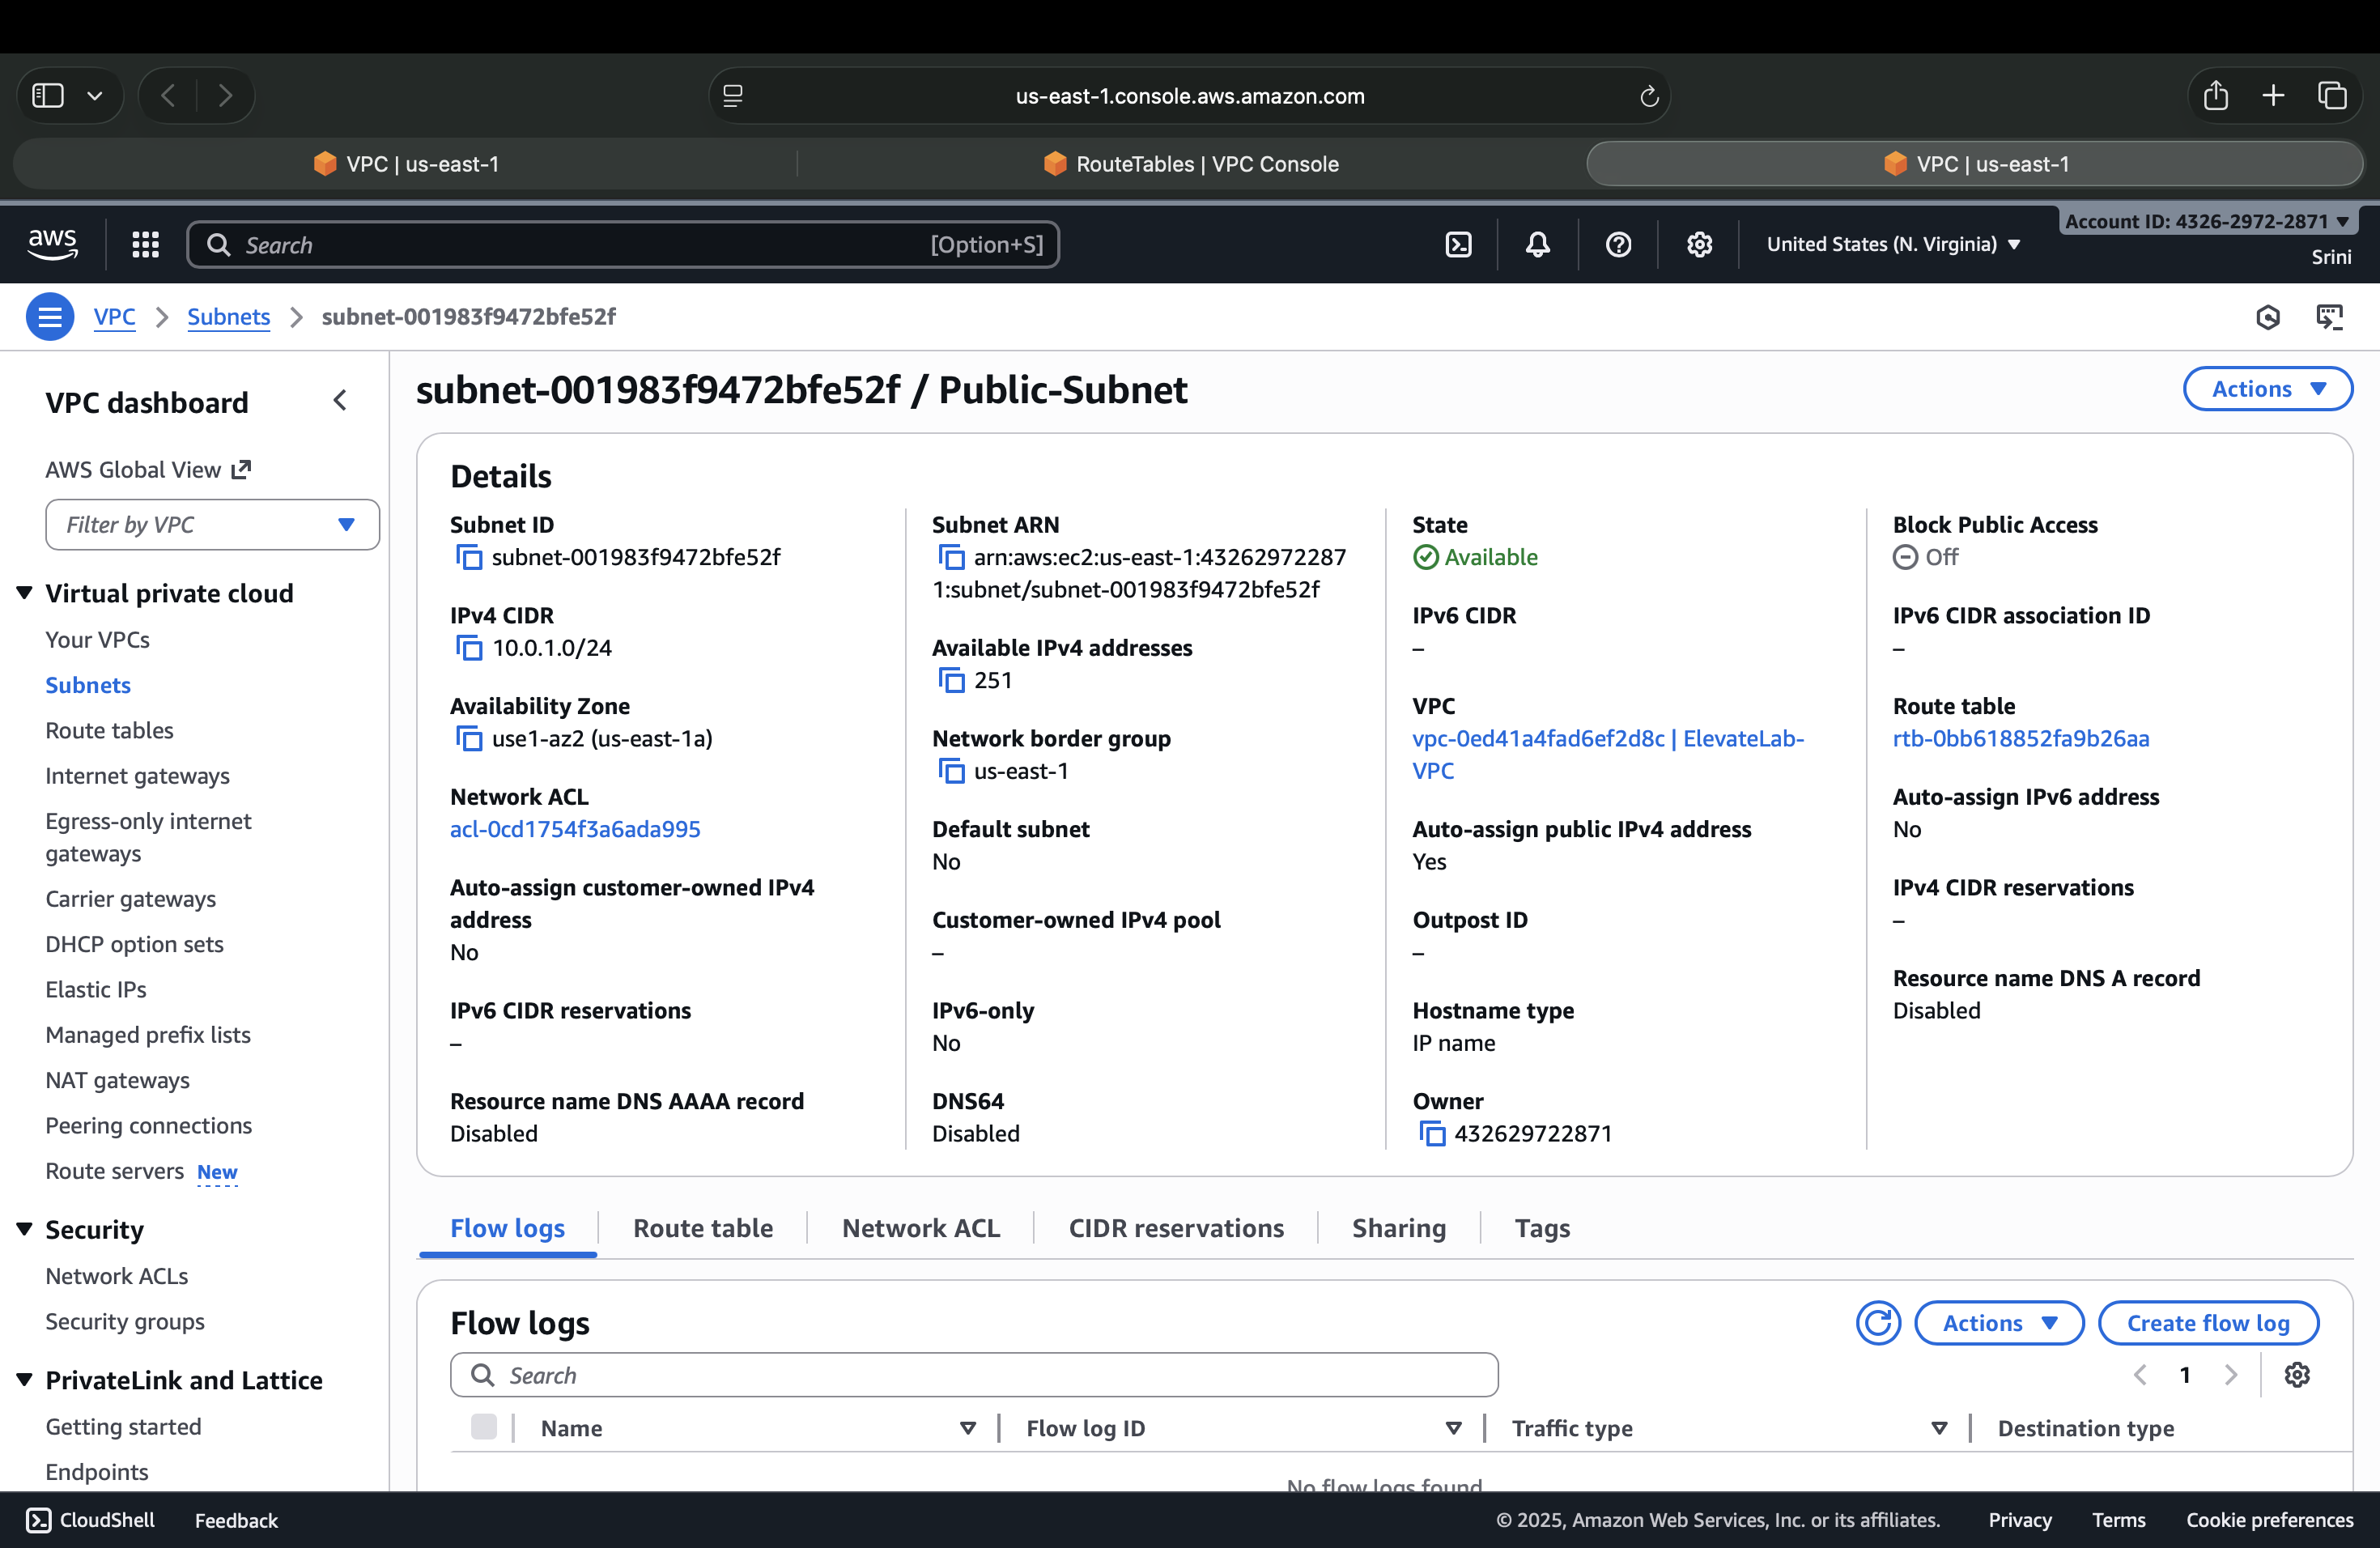 us-east-1.console.aws.amazon.com
VPC | us-east-1
RouteTables | VPC Console
VPC | us-east-1
aws
Search
[Option+S]
United States (N. Virginia)
Account ID: 4326-2972-2871
Srini
VPC
Subnets
subnet-001983f9472bfe52f
VPC dashboard
AWS Global View
Filter by VPC
Virtual private cloud
Your VPCs
Subnets
Route tables
Internet gateways
Egress-only internet
gateways
Carrier gateways
DHCP option sets
Elastic IPs
Managed prefix lists
NAT gateways
Peering connections
Route servers New
Security
Network ACLs
Security groups
PrivateLink and Lattice
Getting started
Endpoints
subnet-001983f9472bfe52f / Public-Subnet
Actions
Details
Subnet ID
subnet-001983f9472bfe52f
IPv4 CIDR
10.0.1.0/24
Availability Zone
use1-az2 (us-east-1a)
Network ACL
acl-0cd1754f3a6ada995
Auto-assign customer-owned IPv4
address
No
IPv6 CIDR reservations
–
Resource name DNS AAAA record
Disabled
Subnet ARN
arn:aws:ec2:us-east-1:43262972287
1:subnet/subnet-001983f9472bfe52f
Available IPv4 addresses
251
Network border group
us-east-1
Default subnet
No
Customer-owned IPv4 pool
–
IPv6-only
No
DNS64
Disabled
State
Available
IPv6 CIDR
–
VPC
vpc-0ed41a4fad6ef2d8c | ElevateLab-
VPC
Auto-assign public IPv4 address
Yes
Outpost ID
–
Hostname type
IP name
Owner
432629722871
Block Public Access
Off
IPv6 CIDR association ID
–
Route table
rtb-0bb618852fa9b26aa
Auto-assign IPv6 address
No
IPv4 CIDR reservations
–
Resource name DNS A record
Disabled
Flow logs
Route table
Network ACL
CIDR reservations
Sharing
Tags
Flow logs
Actions
Create flow log
Search
1
Name
Flow log ID
Traffic type
Destination type
No flow logs found
CloudShell
Feedback
© 2025, Amazon Web Services, Inc. or its affiliates.
Privacy
Terms
Cookie preferences